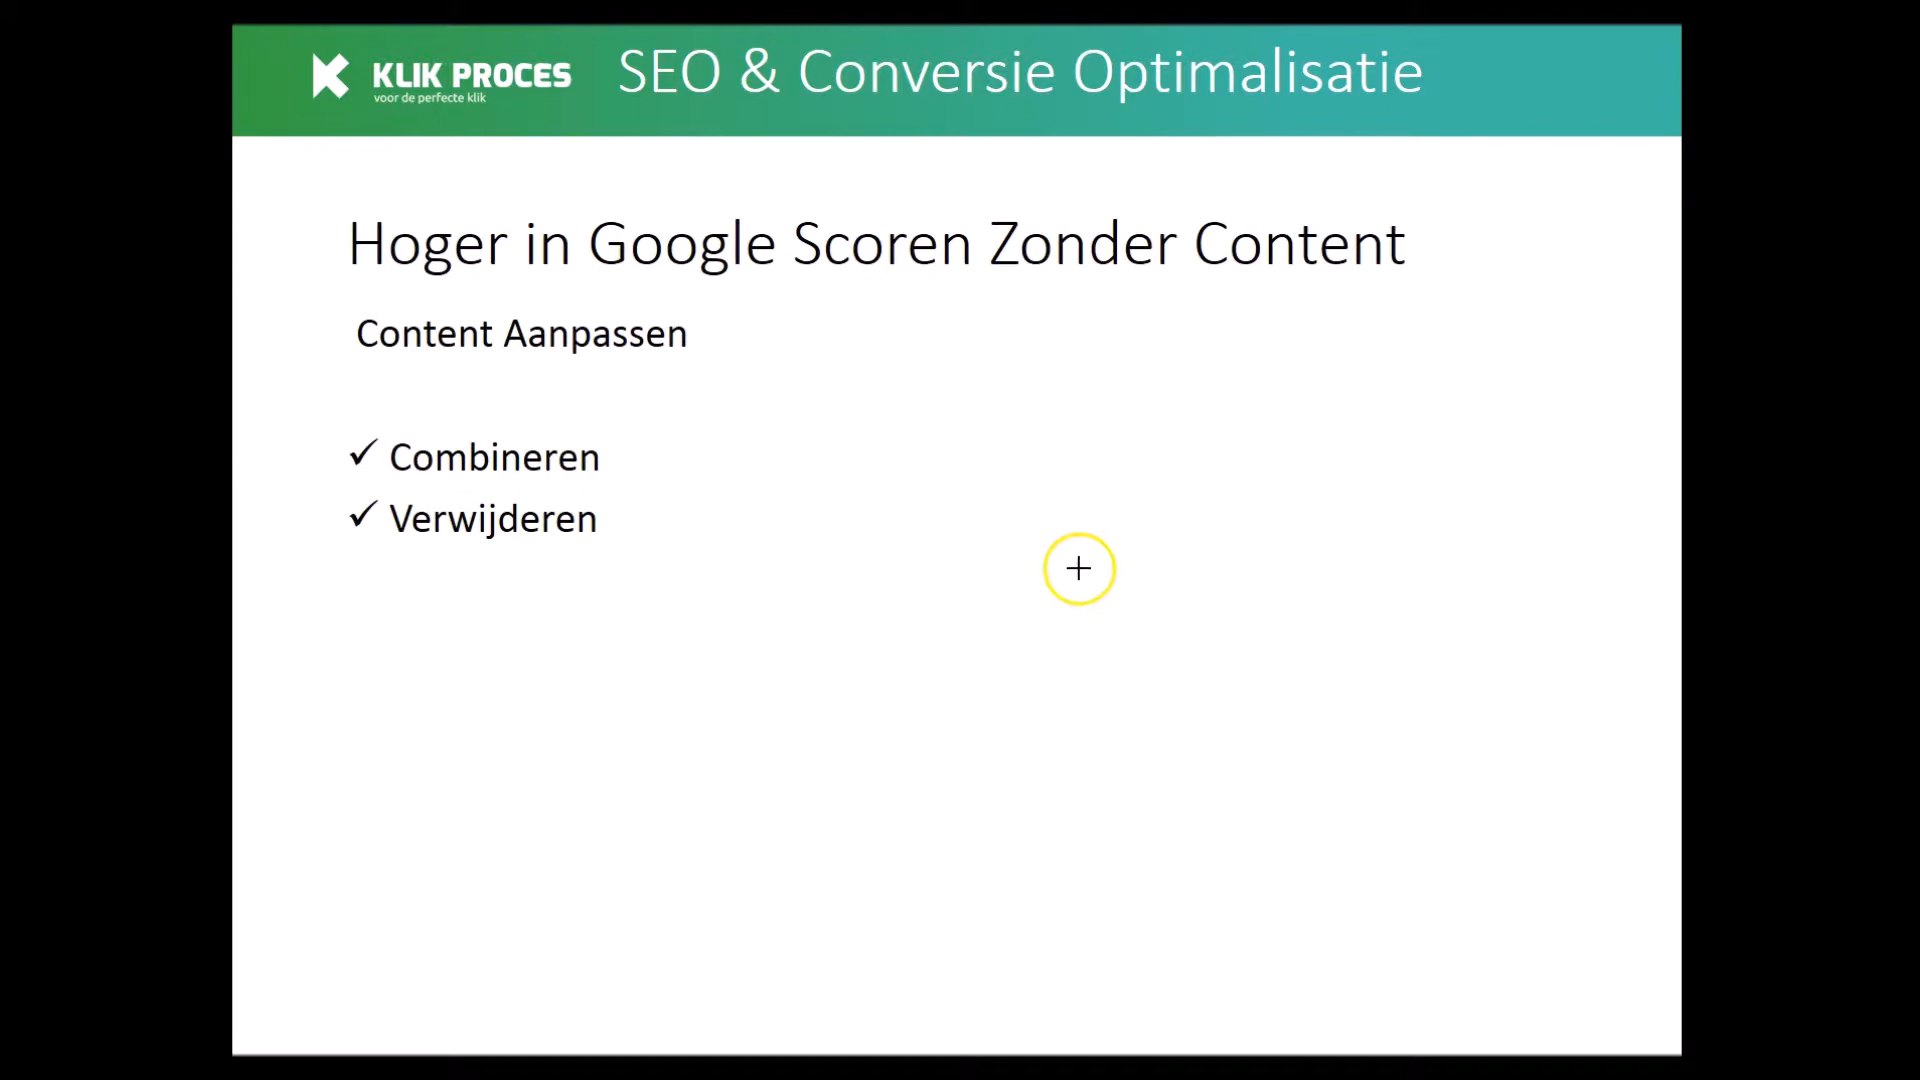 KLIK PROCES
voor de perfecte klik
SEO & Conversie Optimalisatie
Hoger in Google Scoren Zonder Content
Content Aanpassen
✓ Combineren
✓ Verwijderen